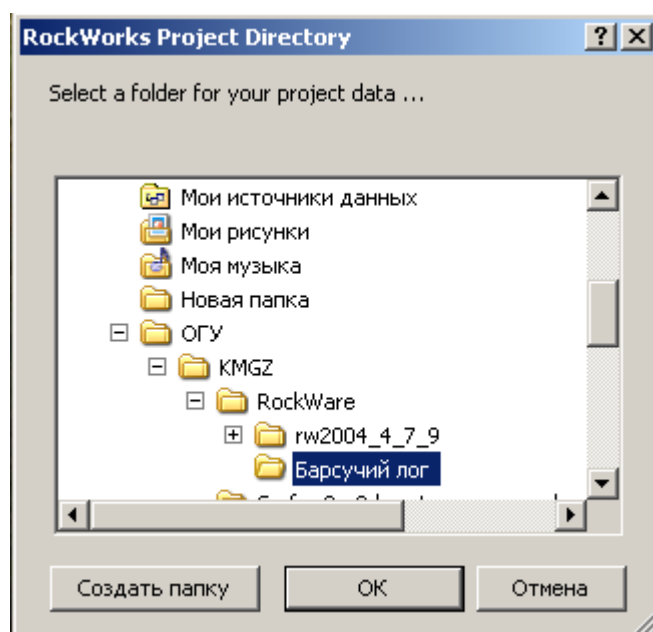 RockWorks Project Directory
Select a folder for your project data ...
Мои источники данных
Мои рисунки
Моя музыка
Новая папка
ОГУ
KMGZ
RockWare
rw2004_4_7_9
Барсучий лог
Создать папку
ОК
Отмена